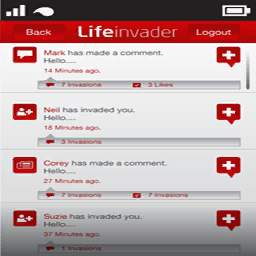 Back Lifeinvader Logout
Mark has made a comment.
Hello....
14 Minutes ago.
7 Invasions 3 Likes
Neil has invaded you.
Hello....
18 Minutes ago.
3 Invasions
Corey has made a comment.
Hello....
27 Minutes ago.
7 Invasions 7 Invasions
Suzie has invaded you.
Hello....
37 Minutes ago.
1 Invasions